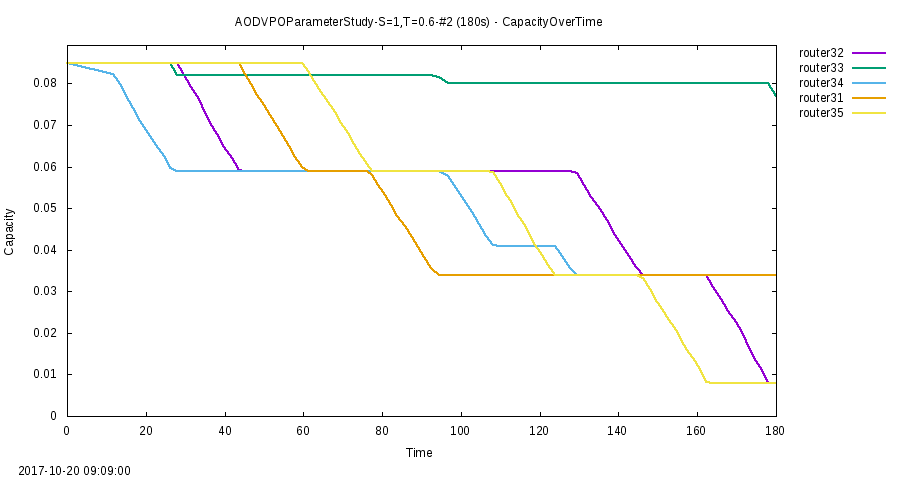 AODVPOParameterStudy-S=1,T=0.6-#2 (180s) - CapacityOverTime
router32
router33
router34
router31
router35
0.08
0.07
0.06
0.05
0.04
0.03
0.02
0.01
0
Capacity
0 20 40 60 80 100 120 140 160 180
Time
2017-10-20 09:09:00